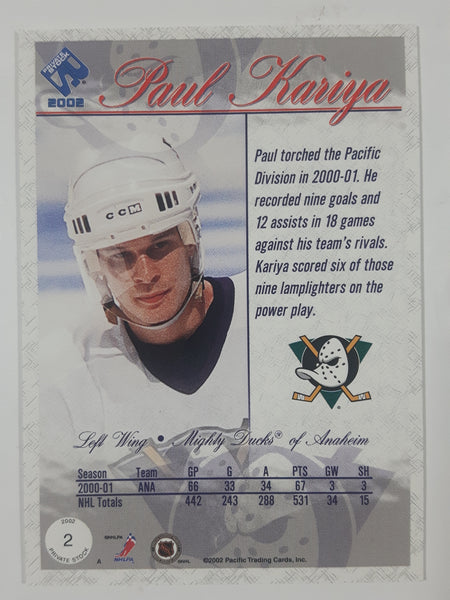 PRIVATE STOCK
PS
2002
Paul Kariya
CCM
Paul torched the Pacific
Division in 2000-01. He
recorded nine goals and
12 assists in 18 games
against his team's rivals.
Kariya scored six of those
nine lamplighters on the
power play.
Left Wing • Mighty Ducks® of Anaheim
Season Team GP G A PTS GW SH
2000-01 ANA 66 33 34 67 3 3
NHL Totals 442 243 288 531 34 15
2002
2
PRIVATE STOCK
A
NHLPA
NHLPA
©NHL
©2002 Pacific Trading Cards, Inc.